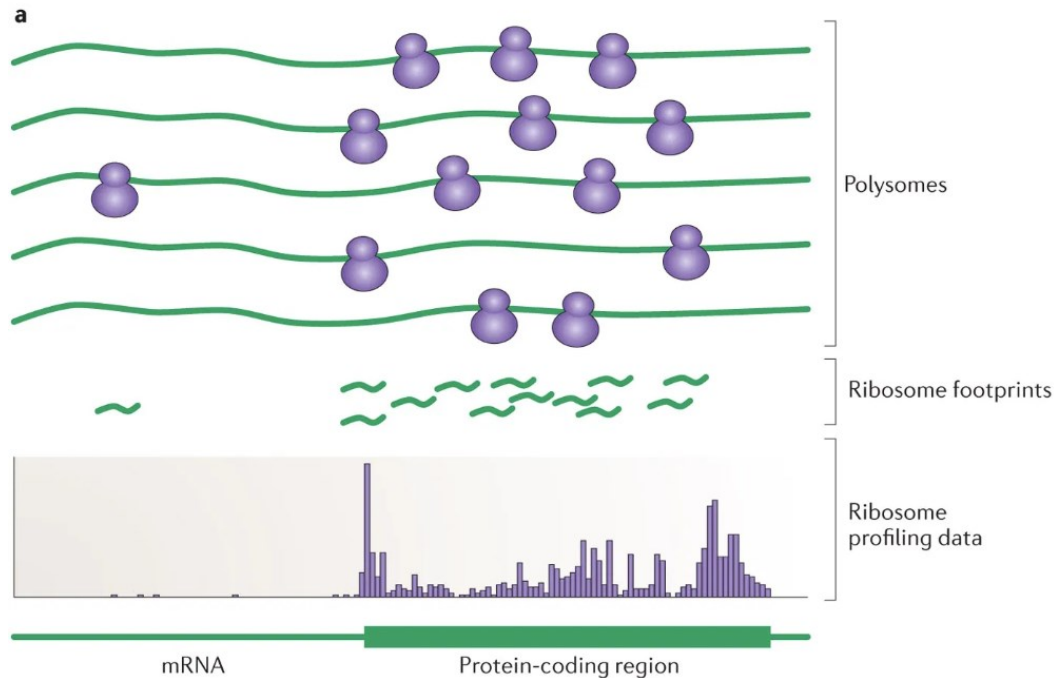 a
Polysomes
Ribosome footprints
Ribosome
profiling data
mRNA
Protein-coding region